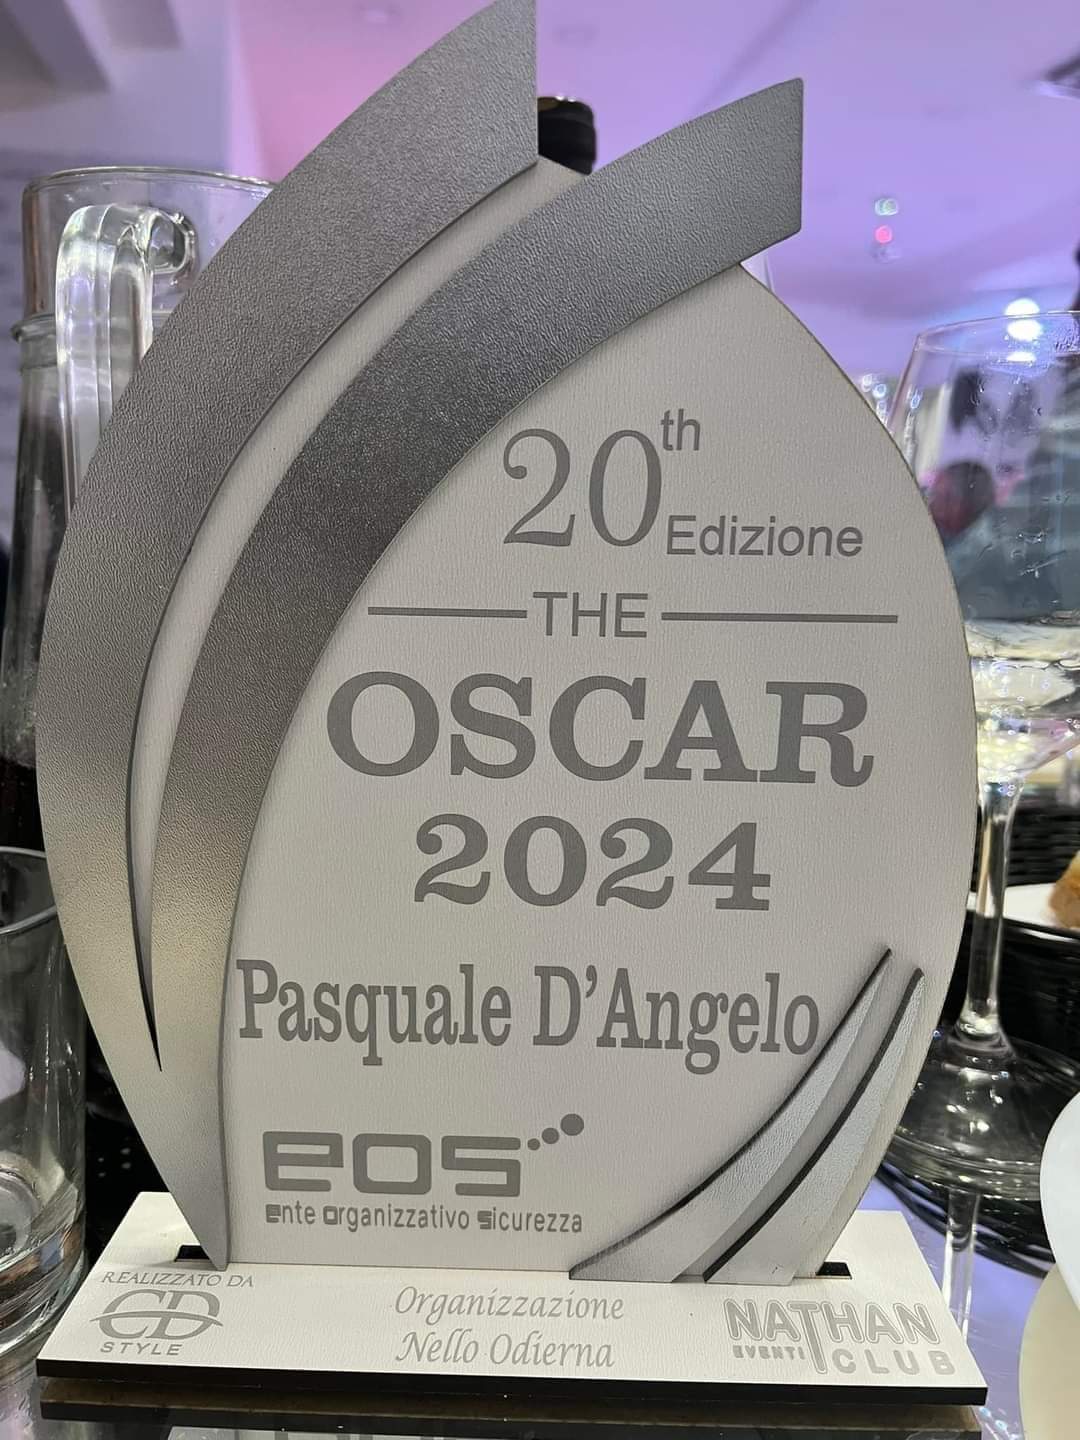 20th Edizione
THE
OSCAR
2024
Pasquale D'Angelo
eos
Ente Organizzativo Sicurezza
REALIZZATO DA
CD
STYLE
Organizzazione
Nello Odierna
NATHAN
EVENTI CLUB